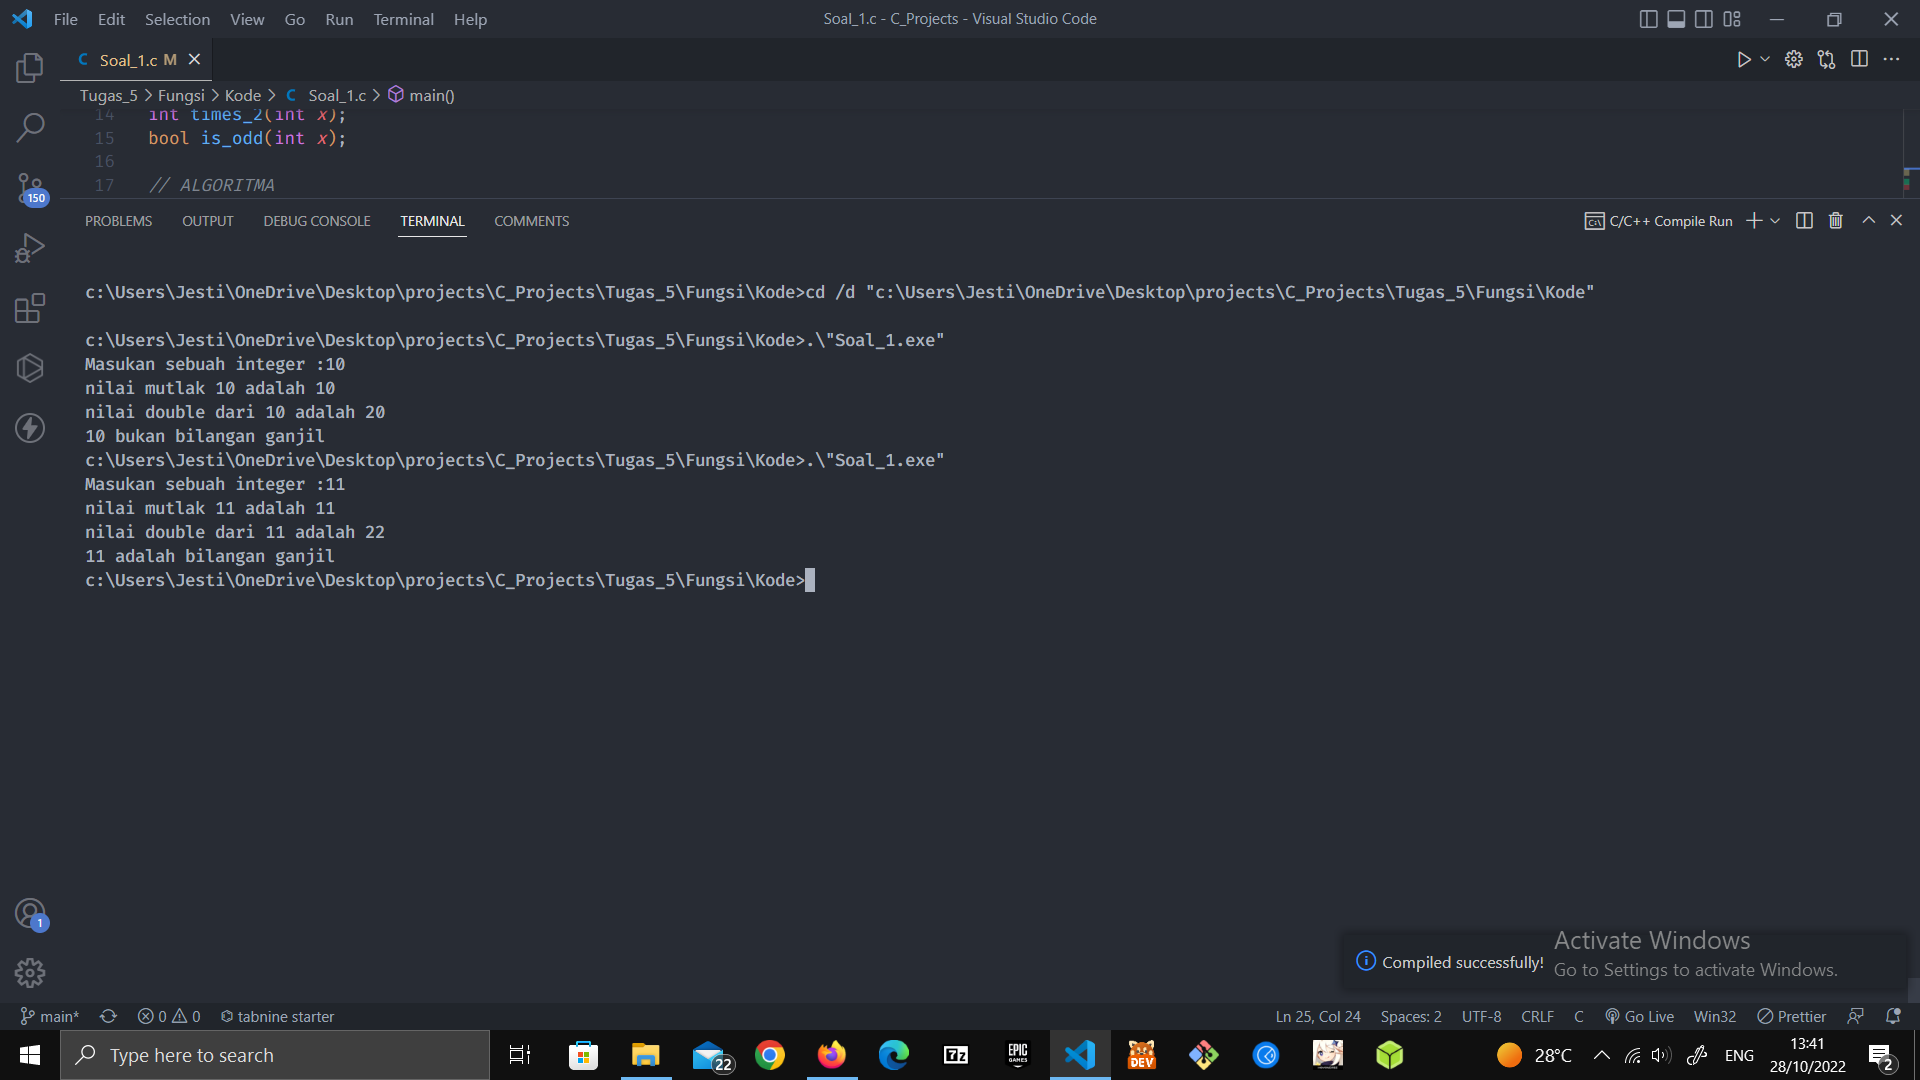 File Edit Selection View Go Run Terminal Help
Soal_1.c - C_Projects - Visual Studio Code
C Soal_1.c M
Tugas_5 > Fungsi > Kode > C Soal_1.c > main()
14 int times_2(int x);
15 bool is_odd(int x);
16
17 // ALGORITMA
150
PROBLEMS OUTPUT DEBUG CONSOLE TERMINAL COMMENTS
C/C++ Compile Run
c:\Users\Jesti\OneDrive\Desktop\projects\C_Projects\Tugas_5\Fungsi\Kode>cd /d "c:\Users\Jesti\OneDrive\Desktop\projects\C_Projects\Tugas_5\Fungsi\Kode"
c:\Users\Jesti\OneDrive\Desktop\projects\C_Projects\Tugas_5\Fungsi\Kode>.\"Soal_1.exe"
Masukan sebuah integer :10
nilai mutlak 10 adalah 10
nilai double dari 10 adalah 20
10 bukan bilangan ganjil
c:\Users\Jesti\OneDrive\Desktop\projects\C_Projects\Tugas_5\Fungsi\Kode>.\"Soal_1.exe"
Masukan sebuah integer :11
nilai mutlak 11 adalah 11
nilai double dari 11 adalah 22
11 adalah bilangan ganjil
c:\Users\Jesti\OneDrive\Desktop\projects\C_Projects\Tugas_5\Fungsi\Kode>
1
Compiled successfully!
Activate Windows
Go to Settings to activate Windows.
main* 0 0 tabnine starter
Ln 25, Col 24 Spaces: 2 UTF-8 CRLF C Go Live Win32 Prettier
Type here to search
22
7z
EPIC GAMES
DEV
28°C
ENG
13:41
28/10/2022
2